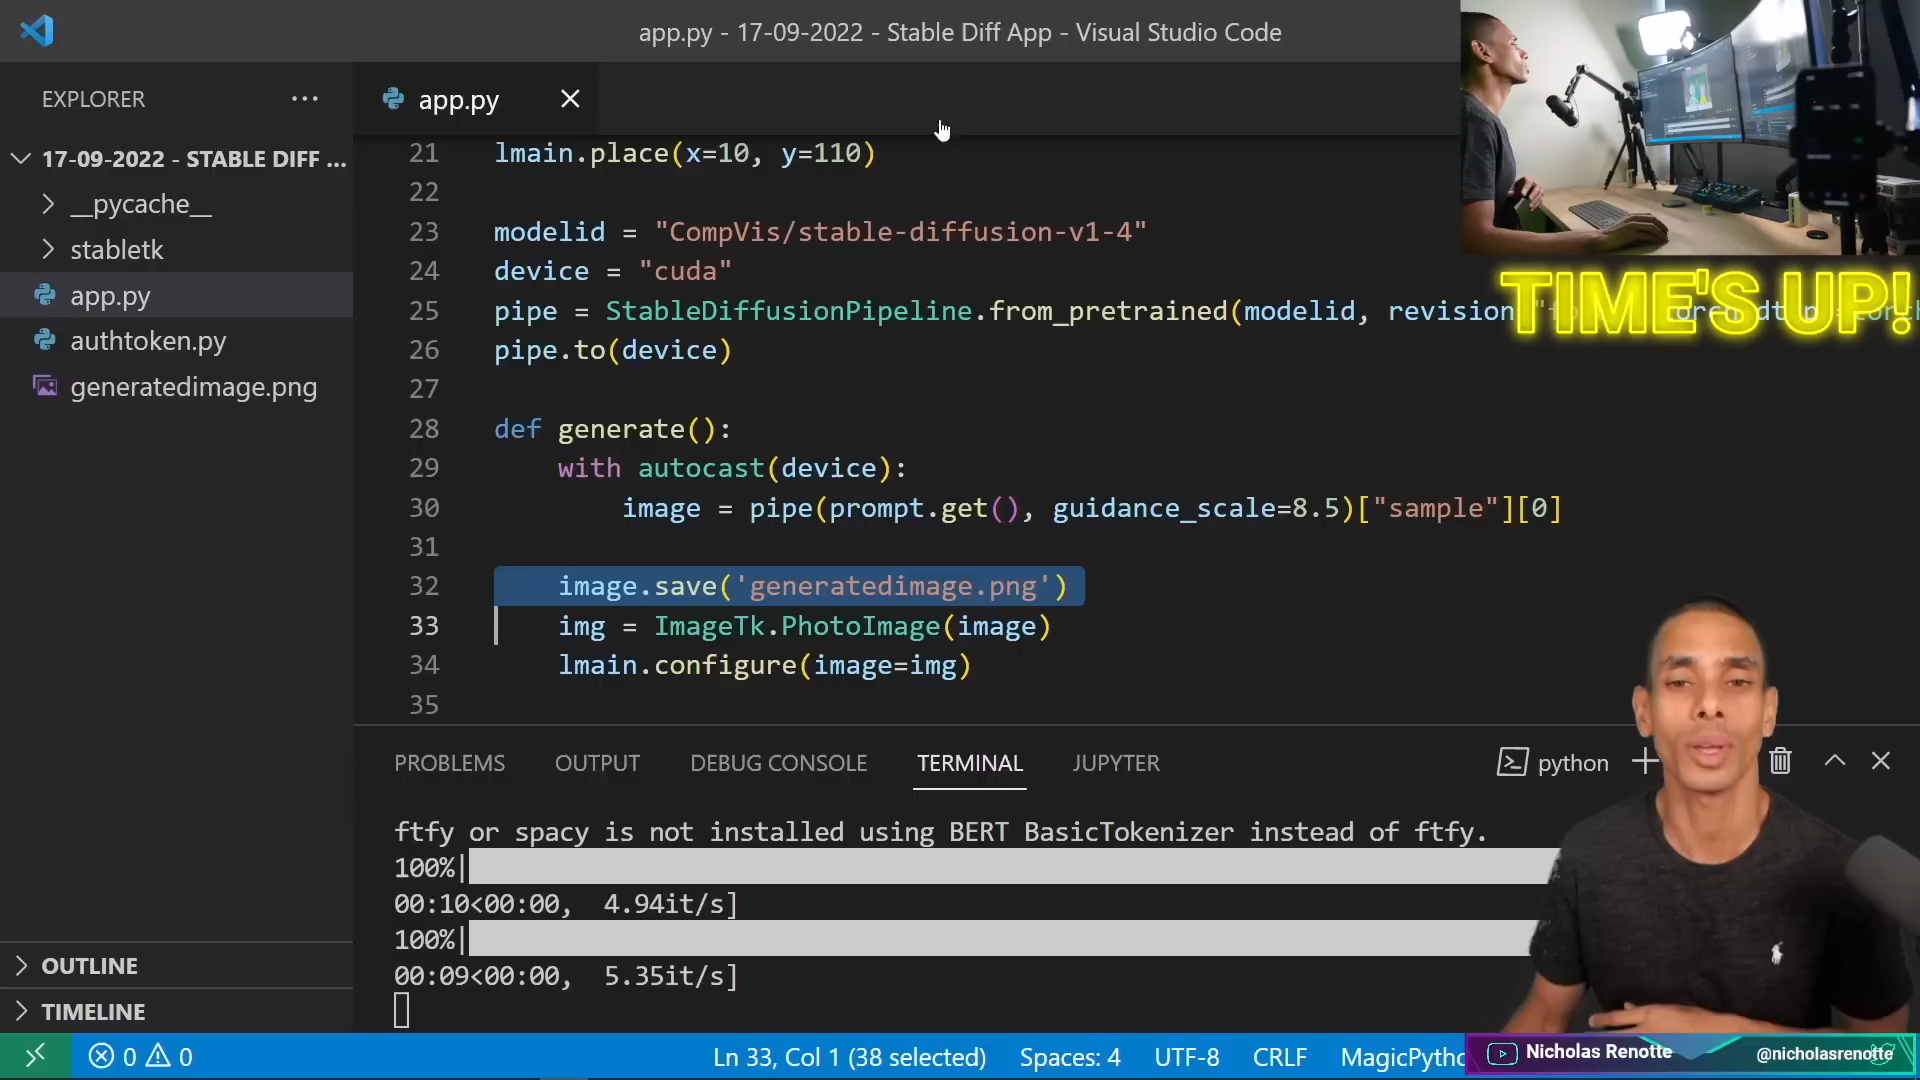 app.py - 17-09-2022 - Stable Diff App - Visual Studio Code
EXPLORER
17-09-2022 - STABLE DIFF ...
__pycache__
stabletk
app.py
authtoken.py
generatedimage.png
OUTLINE
TIMELINE
app.py
21 lmain.place(x=10, y=110)
22
23 modelid = "CompVis/stable-diffusion-v1-4"
24 device = "cuda"
25 pipe = StableDiffusionPipeline.from_pretrained(modelid, revision
26 pipe.to(device)
27
28 def generate():
29 with autocast(device):
30 image = pipe(prompt.get(), guidance_scale=8.5)["sample"][0]
31
32 image.save('generatedimage.png')
33 img = ImageTk.PhotoImage(image)
34 lmain.configure(image=img)
35
TIME'S UP!
PROBLEMS OUTPUT DEBUG CONSOLE TERMINAL JUPYTER
python
ftfy or spacy is not installed using BERT BasicTokenizer instead of ftfy.
100%|
00:10<00:00, 4.94it/s]
100%|
00:09<00:00, 5.35it/s]
0 0
Ln 33, Col 1 (38 selected) Spaces: 4 UTF-8 CRLF
Nicholas Renotte
@nicholasrenotte